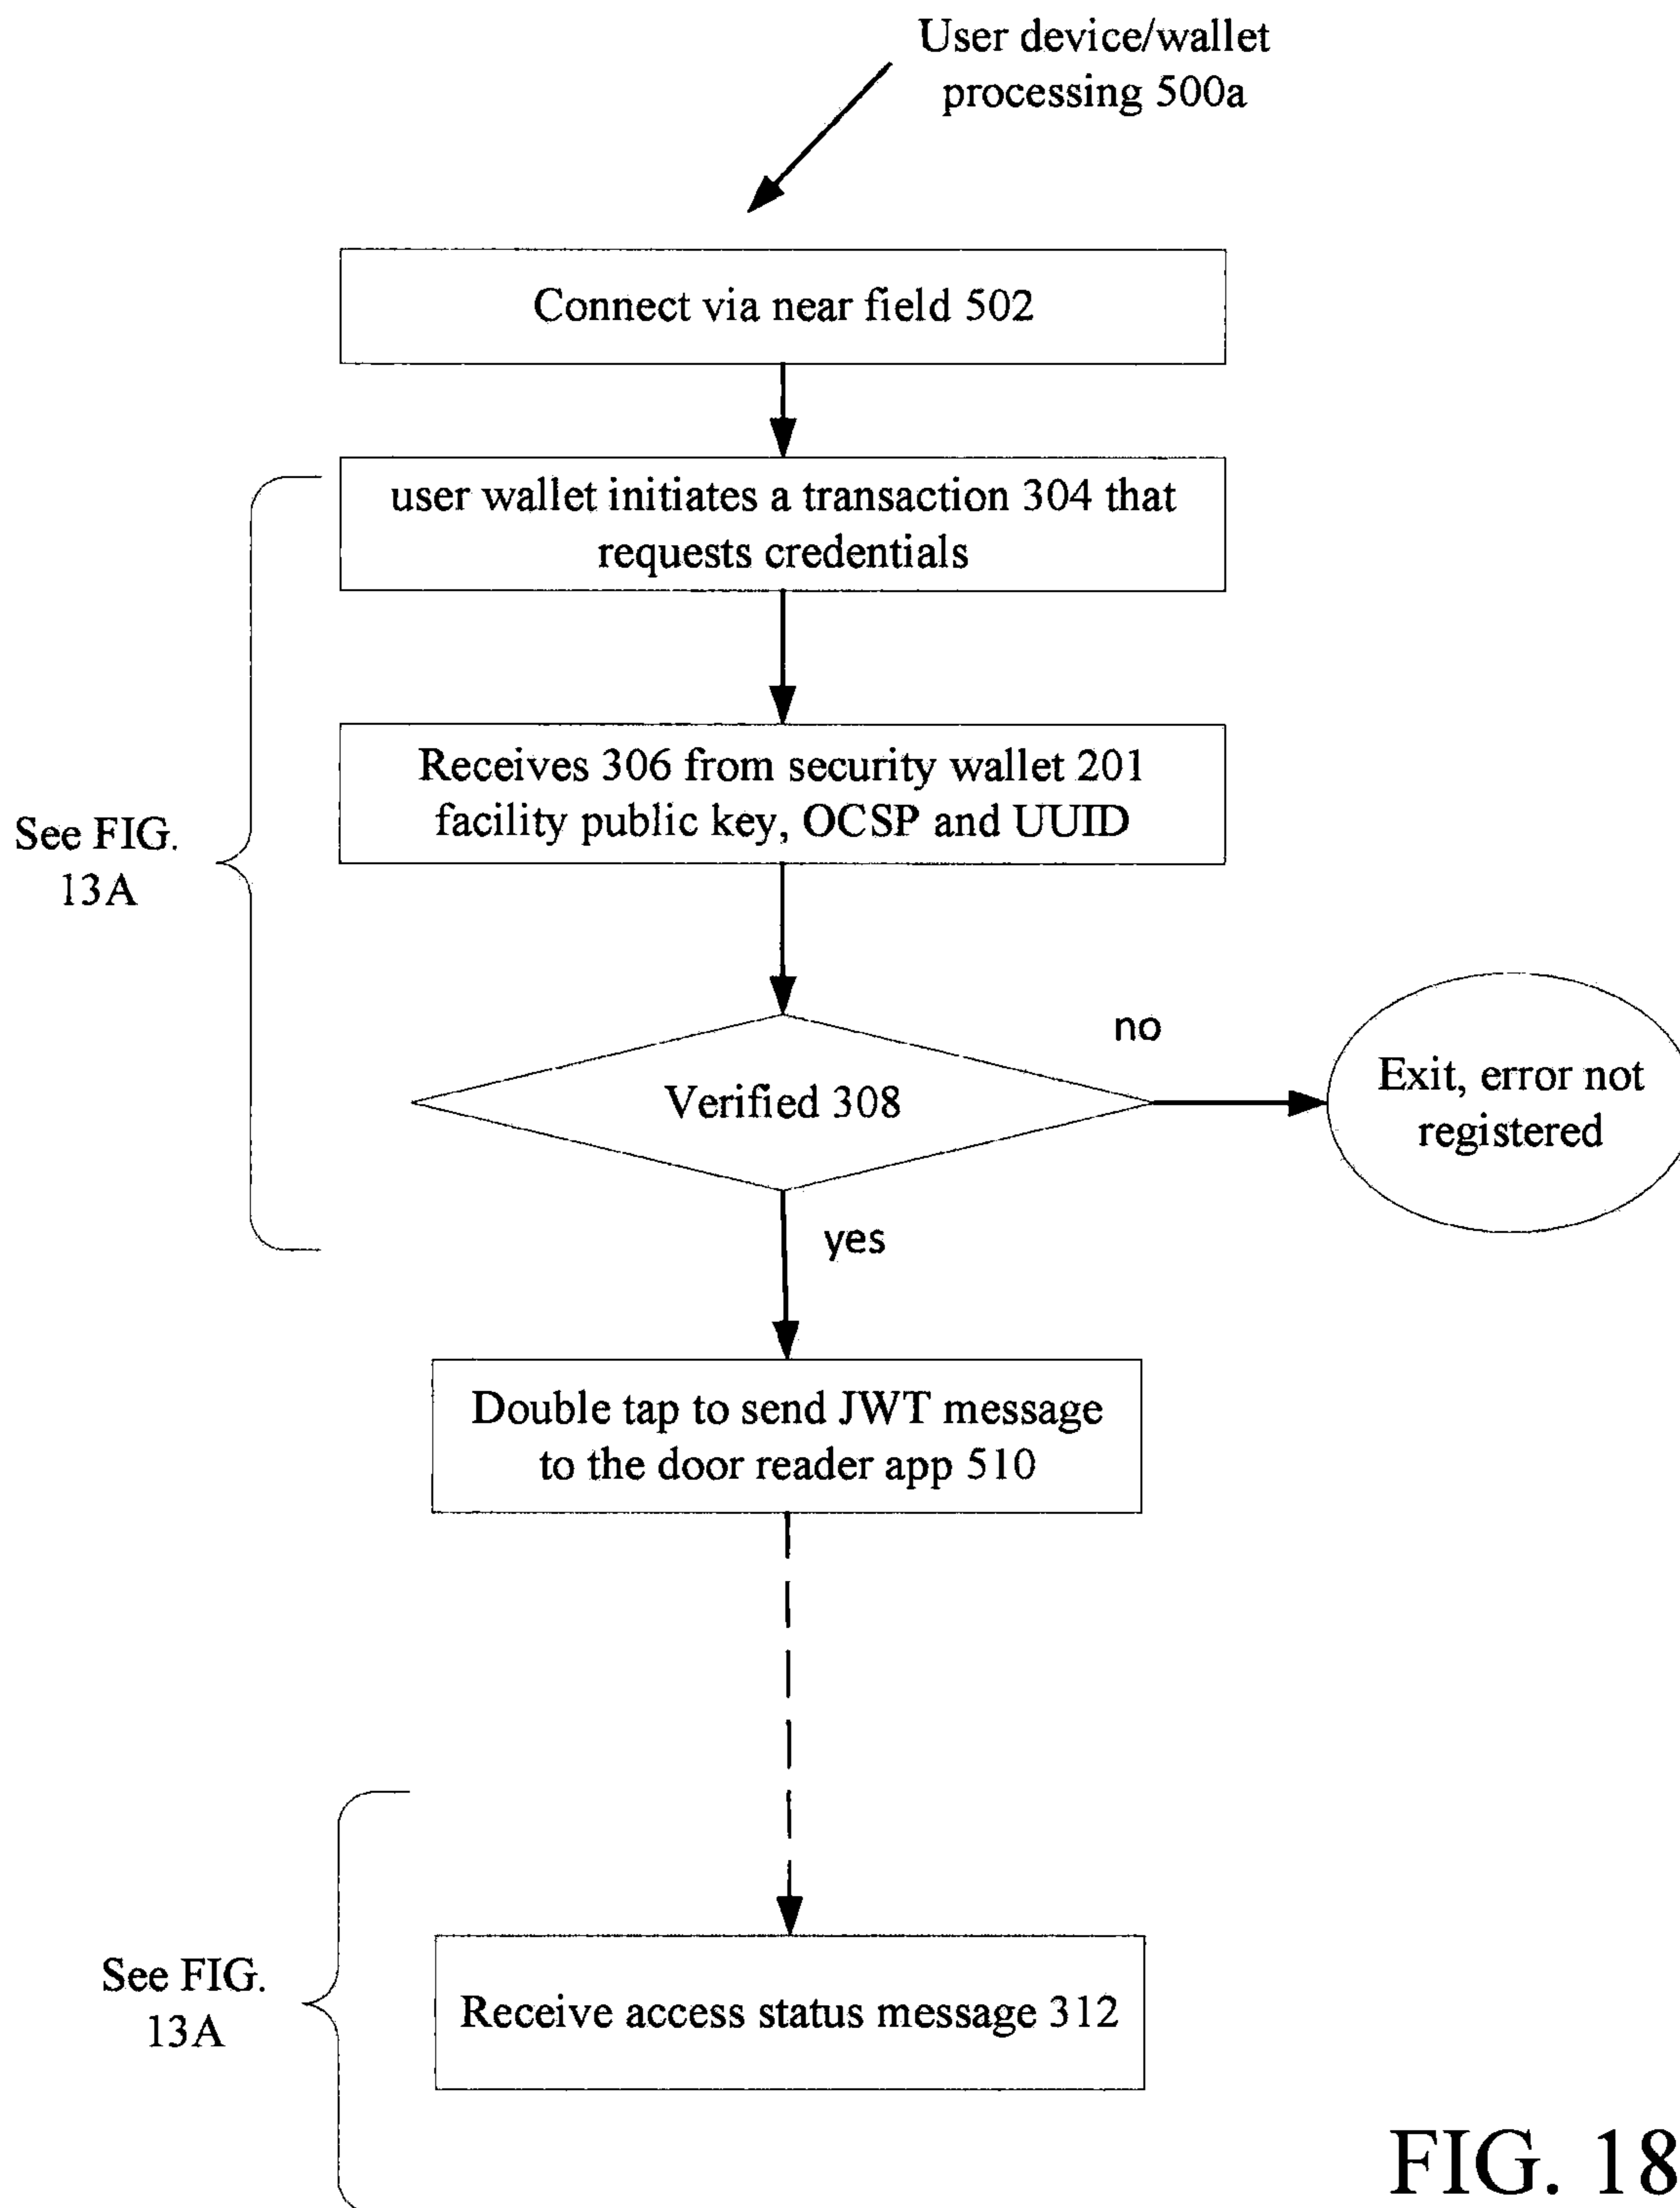 User device/wallet
processing 500a
Connect via near field 502
user wallet initiates a transaction 304 that
requests credentials
Receives 306 from security wallet 201
facility public key, OCSP and UUID
See FIG.
13A
no
Verified 308
Exit, error not
registered
yes
Double tap to send JWT message
to the door reader app 510
See FIG.
13A
Receive access status message 312
FIG. 18